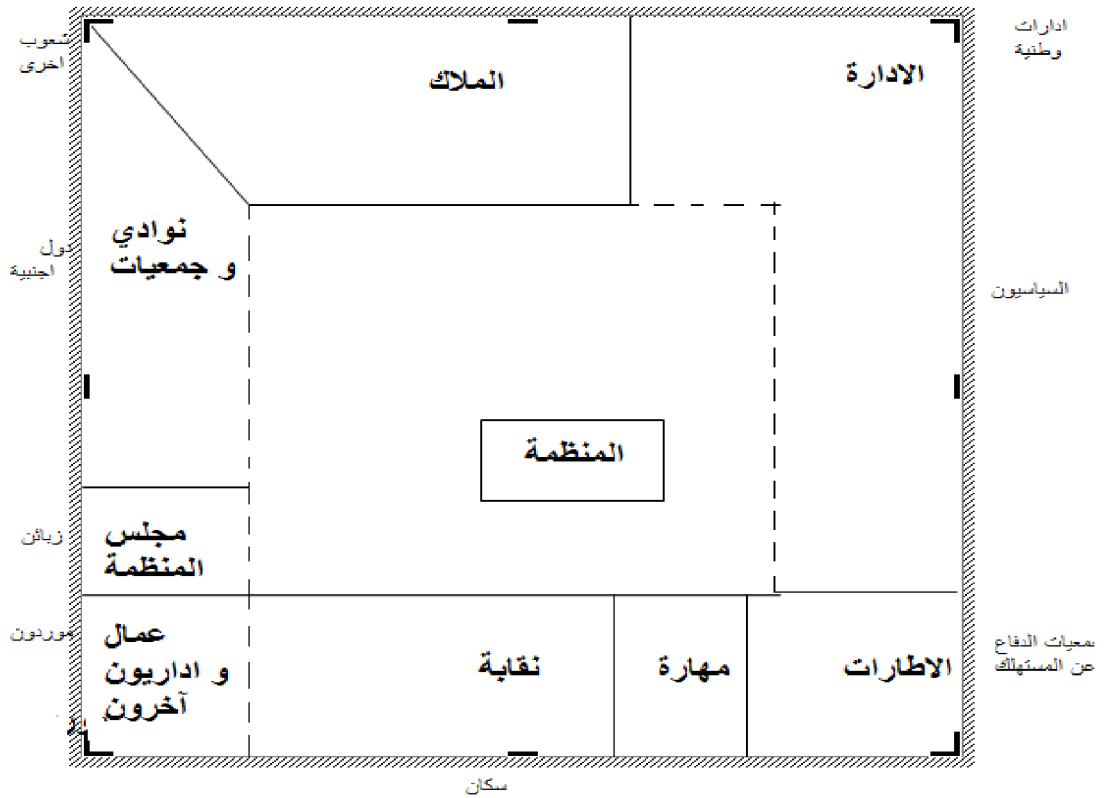 ادارات
وطنية
شعوب
اخرى
الادارة
الملاك
نوادي
و جمعيات
دول
اجنبية
السياسيون
المنظمة
مجلس
المنظمة
زبائن
موردون
عمال
و اداريون
آخرون
نقابة
مهارة
الاطارات
جمعيات الدفاع
عن المستهلك
سكان